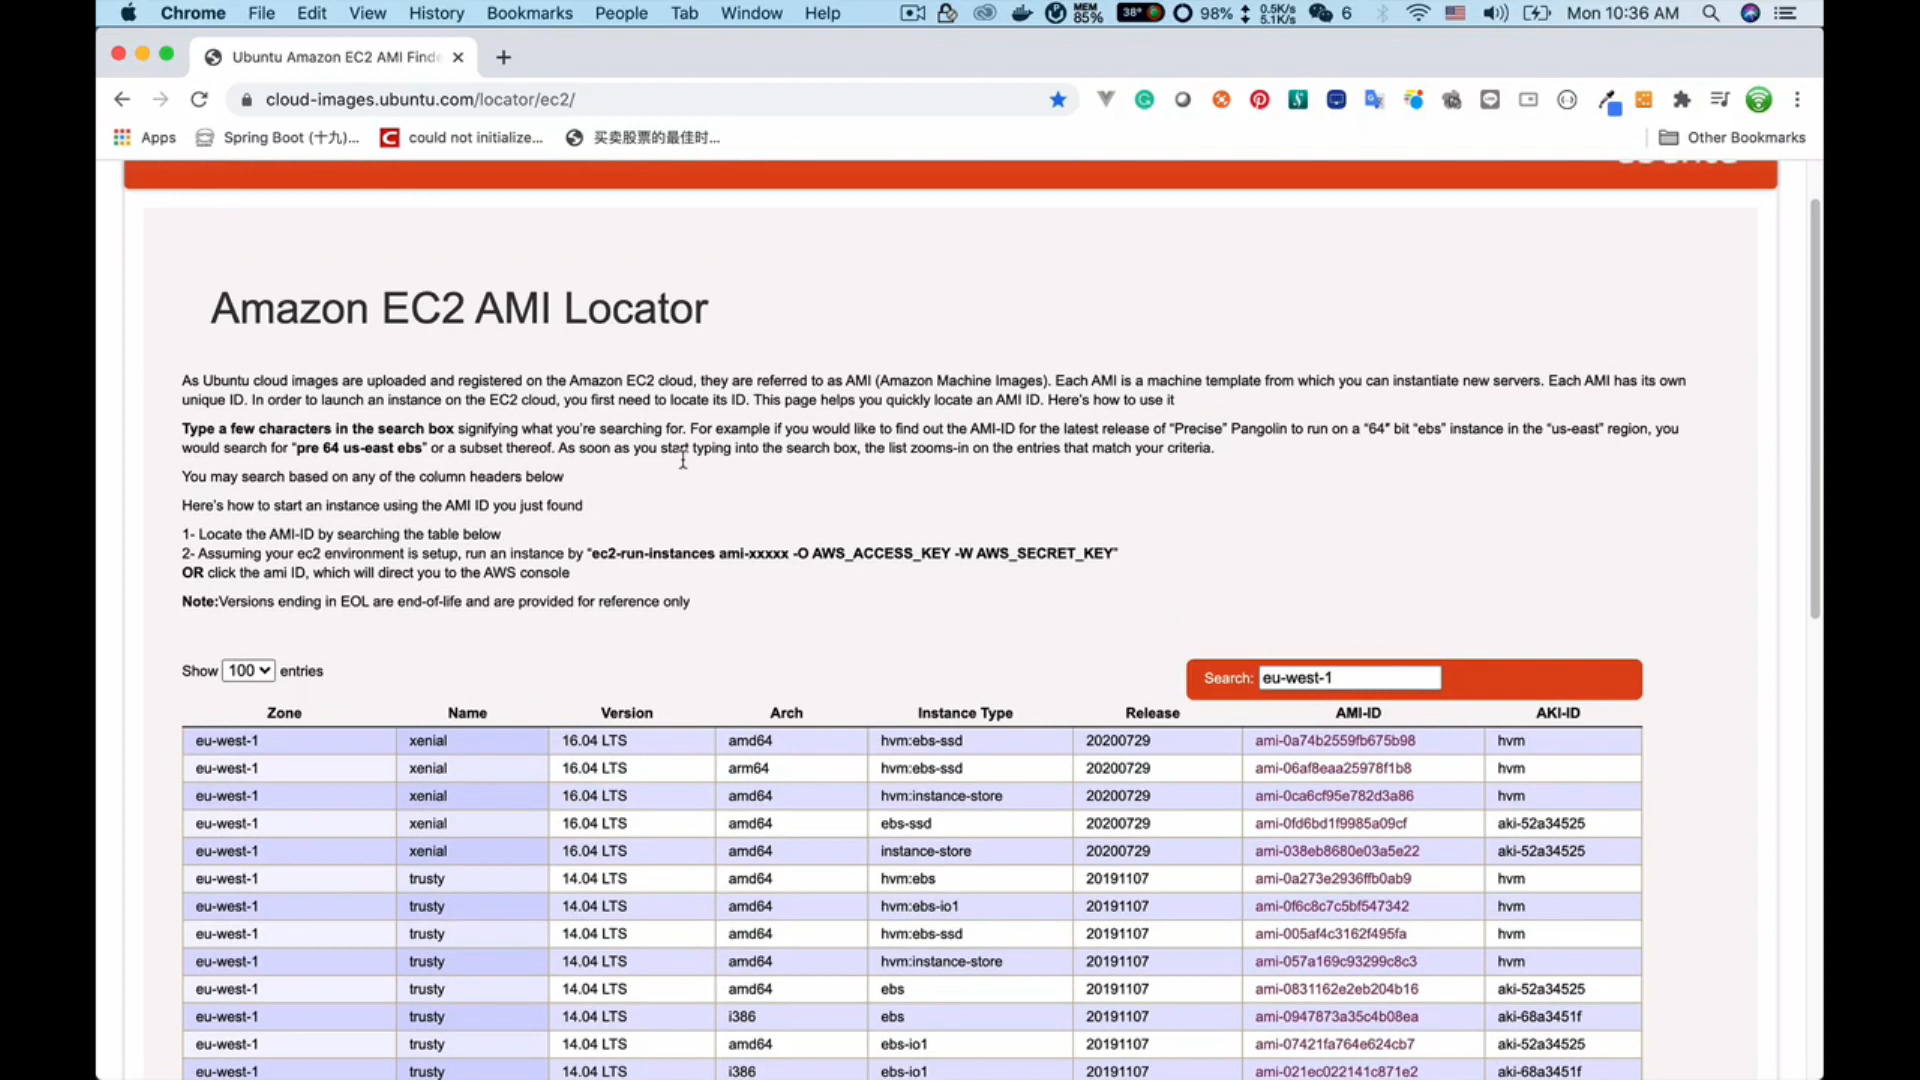 Chrome File Edit View History Bookmarks People Tab Window Help MEM 85% 38° 98% 0.5K/s 5.1K/s 6 Mon 10:36 AM
Ubuntu Amazon EC2 AMI Finde
cloud-images.ubuntu.com/locator/ec2/
Apps Spring Boot (十九)... could not initialize... 买卖股票的最佳时... Other Bookmarks
Amazon EC2 AMI Locator
As Ubuntu cloud images are uploaded and registered on the Amazon EC2 cloud, they are referred to as AMI (Amazon Machine Images). Each AMI is a machine template from which you can instantiate new servers. Each AMI has its own
unique ID. In order to launch an instance on the EC2 cloud, you first need to locate its ID. This page helps you quickly locate an AMI ID. Here's how to use it
Type a few characters in the search box signifying what you're searching for. For example if you would like to find out the AMI-ID for the latest release of “Precise” Pangolin to run on a “64″ bit “ebs” instance in the “us-east” region, you
would search for “pre 64 us-east ebs” or a subset thereof. As soon as you start typing into the search box, the list zooms-in on the entries that match your criteria.
You may search based on any of the column headers below
Here's how to start an instance using the AMI ID you just found
1- Locate the AMI-ID by searching the table below
2- Assuming your ec2 environment is setup, run an instance by “ec2-run-instances ami-xxxxx -O AWS_ACCESS_KEY -W AWS_SECRET_KEY”
OR click the ami ID, which will direct you to the AWS console
Note:Versions ending in EOL are end-of-life and are provided for reference only
Show 100 entries Search: eu-west-1
Zone Name Version Arch Instance Type Release AMI-ID AKI-ID
eu-west-1 xenial 16.04 LTS amd64 hvm:ebs-ssd 20200729 ami-0a74b2559fb675b98 hvm
eu-west-1 xenial 16.04 LTS arm64 hvm:ebs-ssd 20200729 ami-06af8eaa25978f1b8 hvm
eu-west-1 xenial 16.04 LTS amd64 hvm:instance-store 20200729 ami-0ca6cf95e782d3a86 hvm
eu-west-1 xenial 16.04 LTS amd64 ebs-ssd 20200729 ami-0fd6bd1f9985a09cf aki-52a34525
eu-west-1 xenial 16.04 LTS amd64 instance-store 20200729 ami-038eb8680e03a5e22 aki-52a34525
eu-west-1 trusty 14.04 LTS amd64 hvm:ebs 20191107 ami-0a273e2936ffb0ab9 hvm
eu-west-1 trusty 14.04 LTS amd64 hvm:ebs-io1 20191107 ami-0f6c8c7c5bf547342 hvm
eu-west-1 trusty 14.04 LTS amd64 hvm:ebs-ssd 20191107 ami-005af4c3162f495fa hvm
eu-west-1 trusty 14.04 LTS amd64 hvm:instance-store 20191107 ami-057a169c93299c8c3 hvm
eu-west-1 trusty 14.04 LTS amd64 ebs 20191107 ami-0831162e2eb204b16 aki-52a34525
eu-west-1 trusty 14.04 LTS i386 ebs 20191107 ami-0947873a35c4b08ea aki-68a3451f
eu-west-1 trusty 14.04 LTS amd64 ebs-io1 20191107 ami-07421fa764e624cb7 aki-52a34525
eu-west-1 trusty 14.04 LTS i386 ebs-io1 20191107 ami-021ec022141c871e2 aki-68a3451f